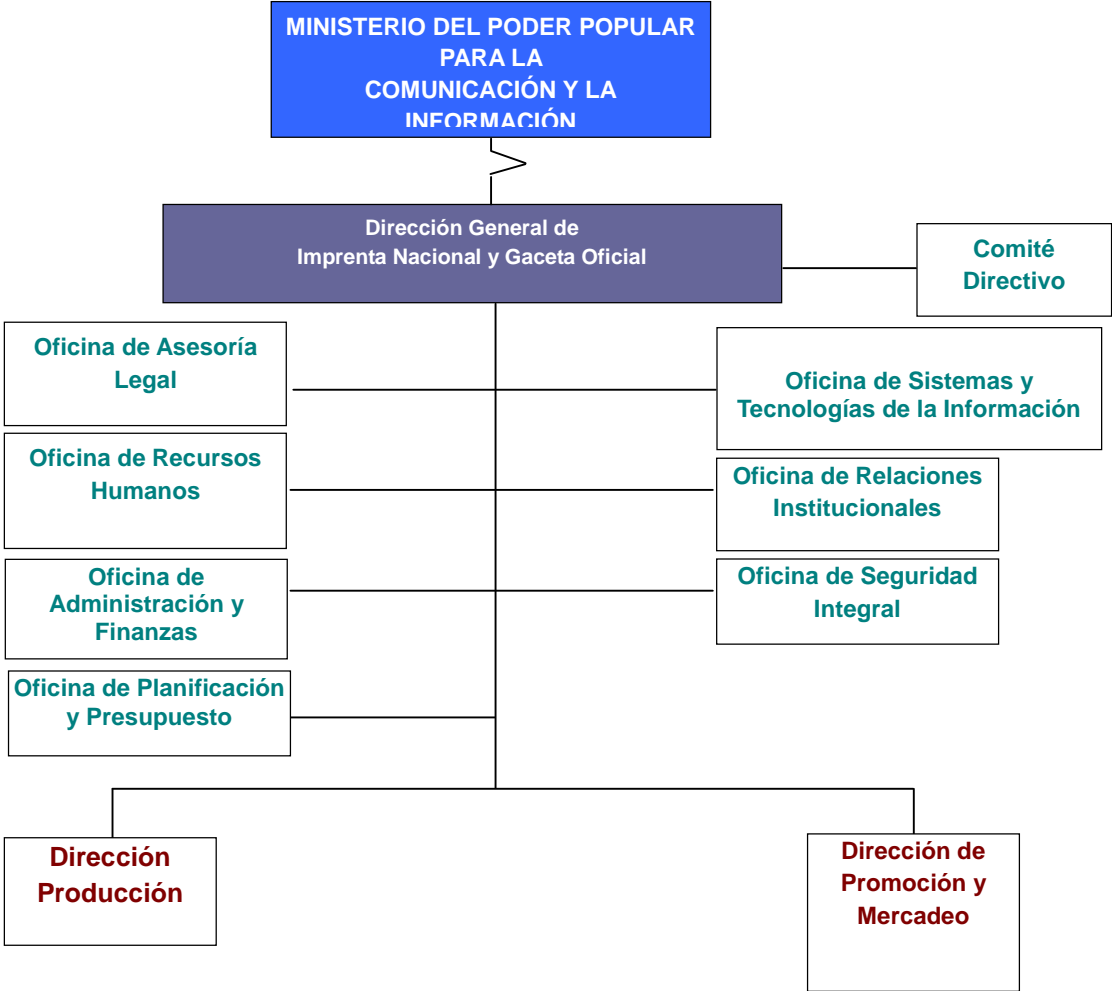 MINISTERIO DEL PODER POPULAR
PARA LA
COMUNICACIÓN Y LA
INFORMACIÓN
Dirección General de
Imprenta Nacional y Gaceta Oficial
Comité
Directivo
Oficina de Asesoría
Legal
Oficina de Sistemas y
Tecnologías de la Información
Oficina de Recursos
Humanos
Oficina de Relaciones
Institucionales
Oficina de
Administración y
Finanzas
Oficina de Seguridad
Integral
Oficina de Planificación
y Presupuesto
Dirección
Producción
Dirección de
Promoción y
Mercadeo